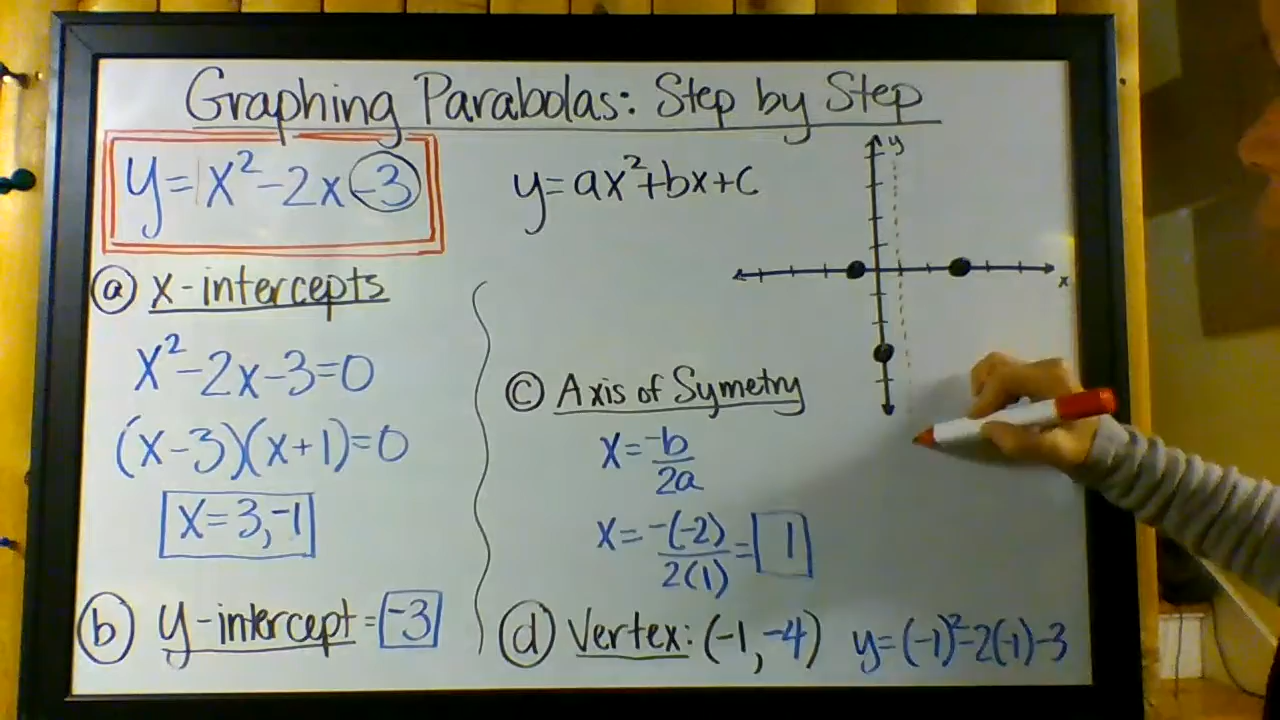 Graphing Parabolas: Step by Step
y=1x²-2x-3
y=ax²+bx+c
y
x
(a) x-intercepts
x²-2x-3=0
(x-3)(x+1)=0
x=3,-1
(b) y-intercept=-3
(c) Axis of Symetry
x=-b/2a
x=-(-2)/2(1)=1
(d) Vertex: (-1,-4) y=(-1)²-2(-1)-3